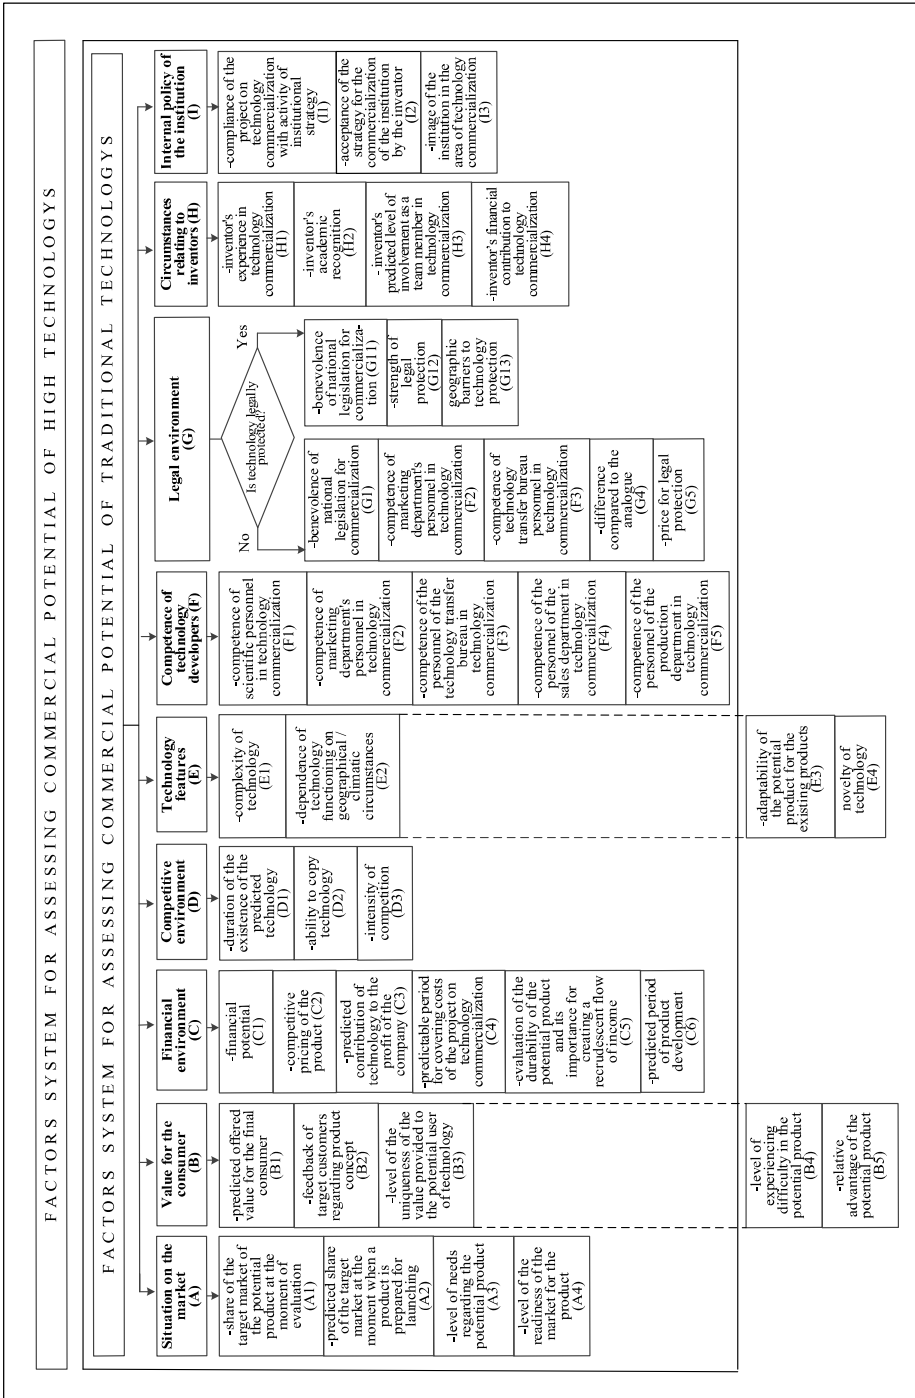 FACTORS SYSTEM FOR ASSESSING COMMERCIAL POTENTIAL OF HIGH TECHNOLOGYS
FACTORS SYSTEM FOR ASSESSING COMMERCIAL POTENTIAL OF TRADITIONAL TECHNOLOGYS
Situation on the
market
(A)
-share of the
target market of
the potential
product at the
moment of
evaluation
(A1)
-predicted share
of the target
market at the
moment when a
product is
prepared for
launching
(A2)
-level of needs
regarding the
potential product
(A3)
-level of the
readiness of the
market for the
product
(A4)
Value for the
consumer
(B)
-predicted offered
value for the final
consumer
(B1)
-feedback of
target customers
regarding product
concept
(B2)
-level of the
uniqueness of the
value provided to
the potential user
of technology
(B3)
-level of
experiencing
difficulty in the
potential product
(B4)
-relative
advantage of the
potential product
(B5)
Financial
environment
(C)
-financial
potential
(C1)
-competitive
pricing of the
product (C2)
-predicted
contribution of
technology to the
profit of the
company (C3)
-predictable period
for covering costs
of the project on
technology
commercialization
(C4)
-evaluation of the
durability of the
potential product
and its
importance for
creating a
recrudescent flow
of income
(C5)
-predicted period
of product
development
(C6)
Competitive
environment
(D)
-duration of the
existence of the
predicted
technology
(D1)
-ability to copy
technology
(D2)
-intensity of
competition
(D3)
Technology
features
(E)
-complexity of
technology
(E1)
-dependence of
technology
functioning on
geographical /
climatic
circumstances
(E2)
-adaptability of
the potential
product for the
existing products
(E3)
novelty of
technology
(E4)
Competence of
technology
developers (F)
-competence of
scientific personnel
in technology
commercialization
(F1)
-competence of
marketing
department's
personnel in
technology
commercialization
(F2)
-competence of the
personnel of the
technology transfer
bureau in
technology
commercialization
(F3)
-competence of the
personnel of the
sales department in
technology
commercialization
(F4)
-competence of the
personnel of the
production
department in
technology
commercialization
(F5)
Legal environment
(G)
Is technology legally
protected?
No
Yes
-benevolence of
national
legislation for
commercialization
(G1)
-competence of
marketing
department's
personnel in
technology
commercialization
(F2)
-competence of
technology
transfer bureau
personnel in
technology
commercialization
(F3)
-difference
compared to the
analogue
(G4)
-price for legal
protection
(G5)
-benevolence
of national
legislation for
commercializa-
tion (G11)
-strength of
legal
protection
(G12)
geographic
barriers to
technology
protection
(G13)
Circumstances
relating to
inventors (H)
-inventor's
experience in
technology
commercialization
(H1)
-inventor's
academic
recognition
(H2)
- inventor's
predicted level of
involvement as a
team member in
technology
commercialization
(H3)
-inventor's financial
contribution to
technology
commercialization
(H4)
Internal policy of
the institution
(I)
-compliance of the
project on
technology
commercialization
with activity of
institutional
strategy
(I1)
-acceptance of the
strategy for the
commercialization
of the institution
by the inventor
(I2)
-image of the
institution in the
area of technology
commercialization
(I3)